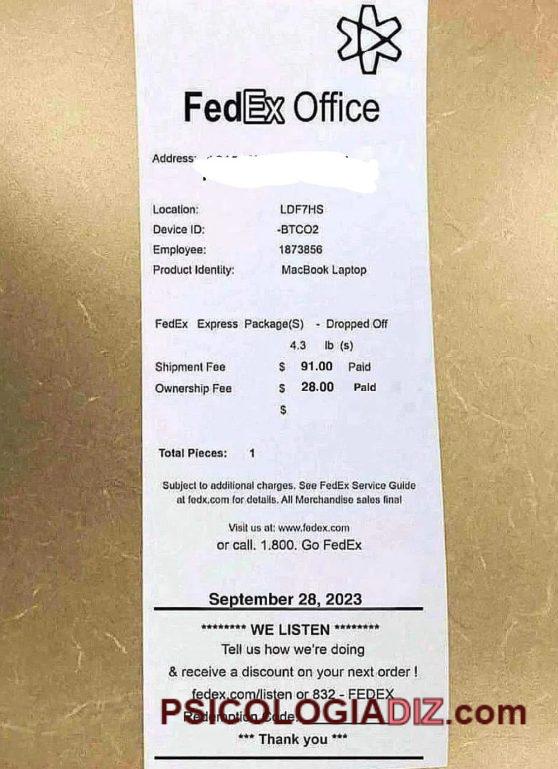 FedEx Office
Address:
Location: LDF7HS
Device ID: -BTCO2
Employee: 1873856
Product Identity: MacBook Laptop
FedEx Express Package(S) - Dropped Off
4.3 lb (s)
Shipment Fee $ 91.00 Paid
Ownership Fee $ 28.00 Paid
$
Total Pieces: 1
Subject to additional charges. See FedEx Service Guide
at fedx.com for details. All Merchandise sales final
Visit us at: www.fedex.com
or call. 1.800. Go FedEx
September 28, 2023
******** WE LISTEN ********
Tell us how we're doing
& receive a discount on your next order !
fedex.com/listen or 832 - FEDEX
Redemption Code:
PSICOLOGIADIZ.com
*** Thank you ***